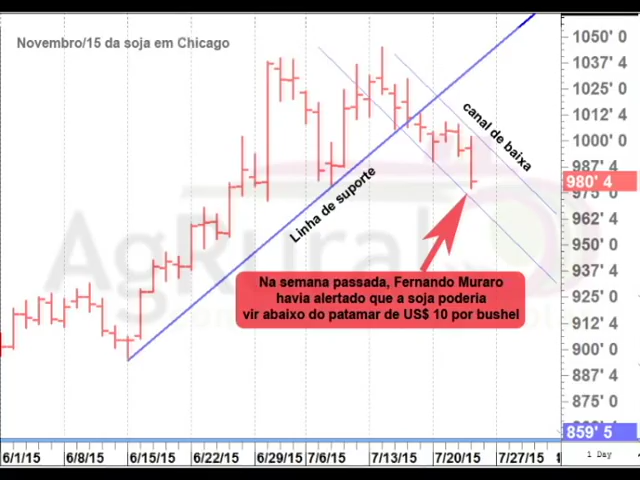 Novembro/15 da soja em Chicago
1050' 0
1037' 4
1025' 0
1012' 4
1000' 0
987' 4
980' 4
975' 0
962' 4
950' 0
937' 4
925' 0
912' 4
900' 0
887' 4
875' 0
859' 5
canal de baixa
Linha de suporte
AgRural
Na semana passada, Fernando Muraro
havia alertado que a soja poderia
vir abaixo do patamar de US$ 10 por bushel
6/1/15 6/8/15 6/15/15 6/22/15 6/29/15 7/6/15 7/13/15 7/20/15 7/27/15
1 Day